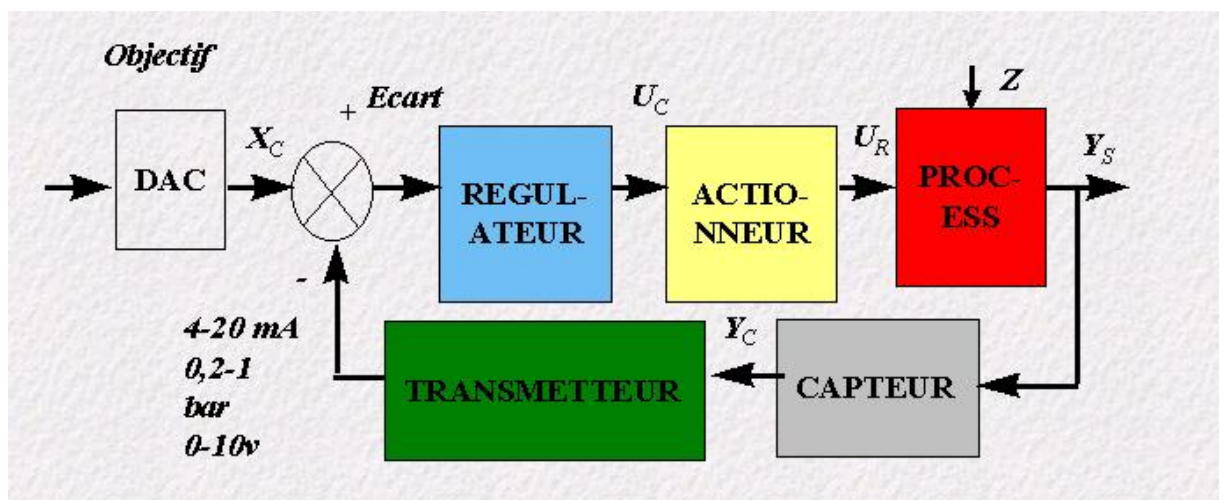 Objectif
DAC
X_C
+
Ecart
REGUL-
ATEUR
U_C
ACTIO-
NNEUR
U_R
Z
PROC-
ESS
Y_S
-
4-20 mA
0,2-1
bar
0-10v
TRANSMETTEUR
Y_C
CAPTEUR